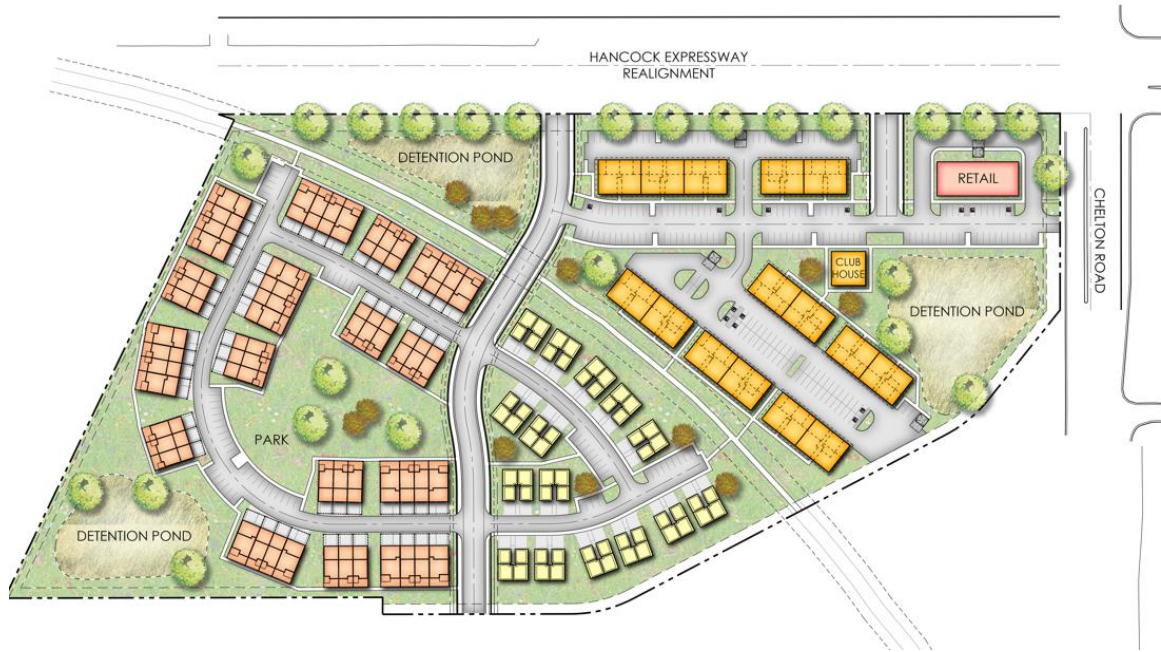 HANCOCK EXPRESSWAY
REALIGNMENT
DETENTION POND
RETAIL
CHELTON ROAD
CLUB
HOUSE
DETENTION POND
PARK
DETENTION POND